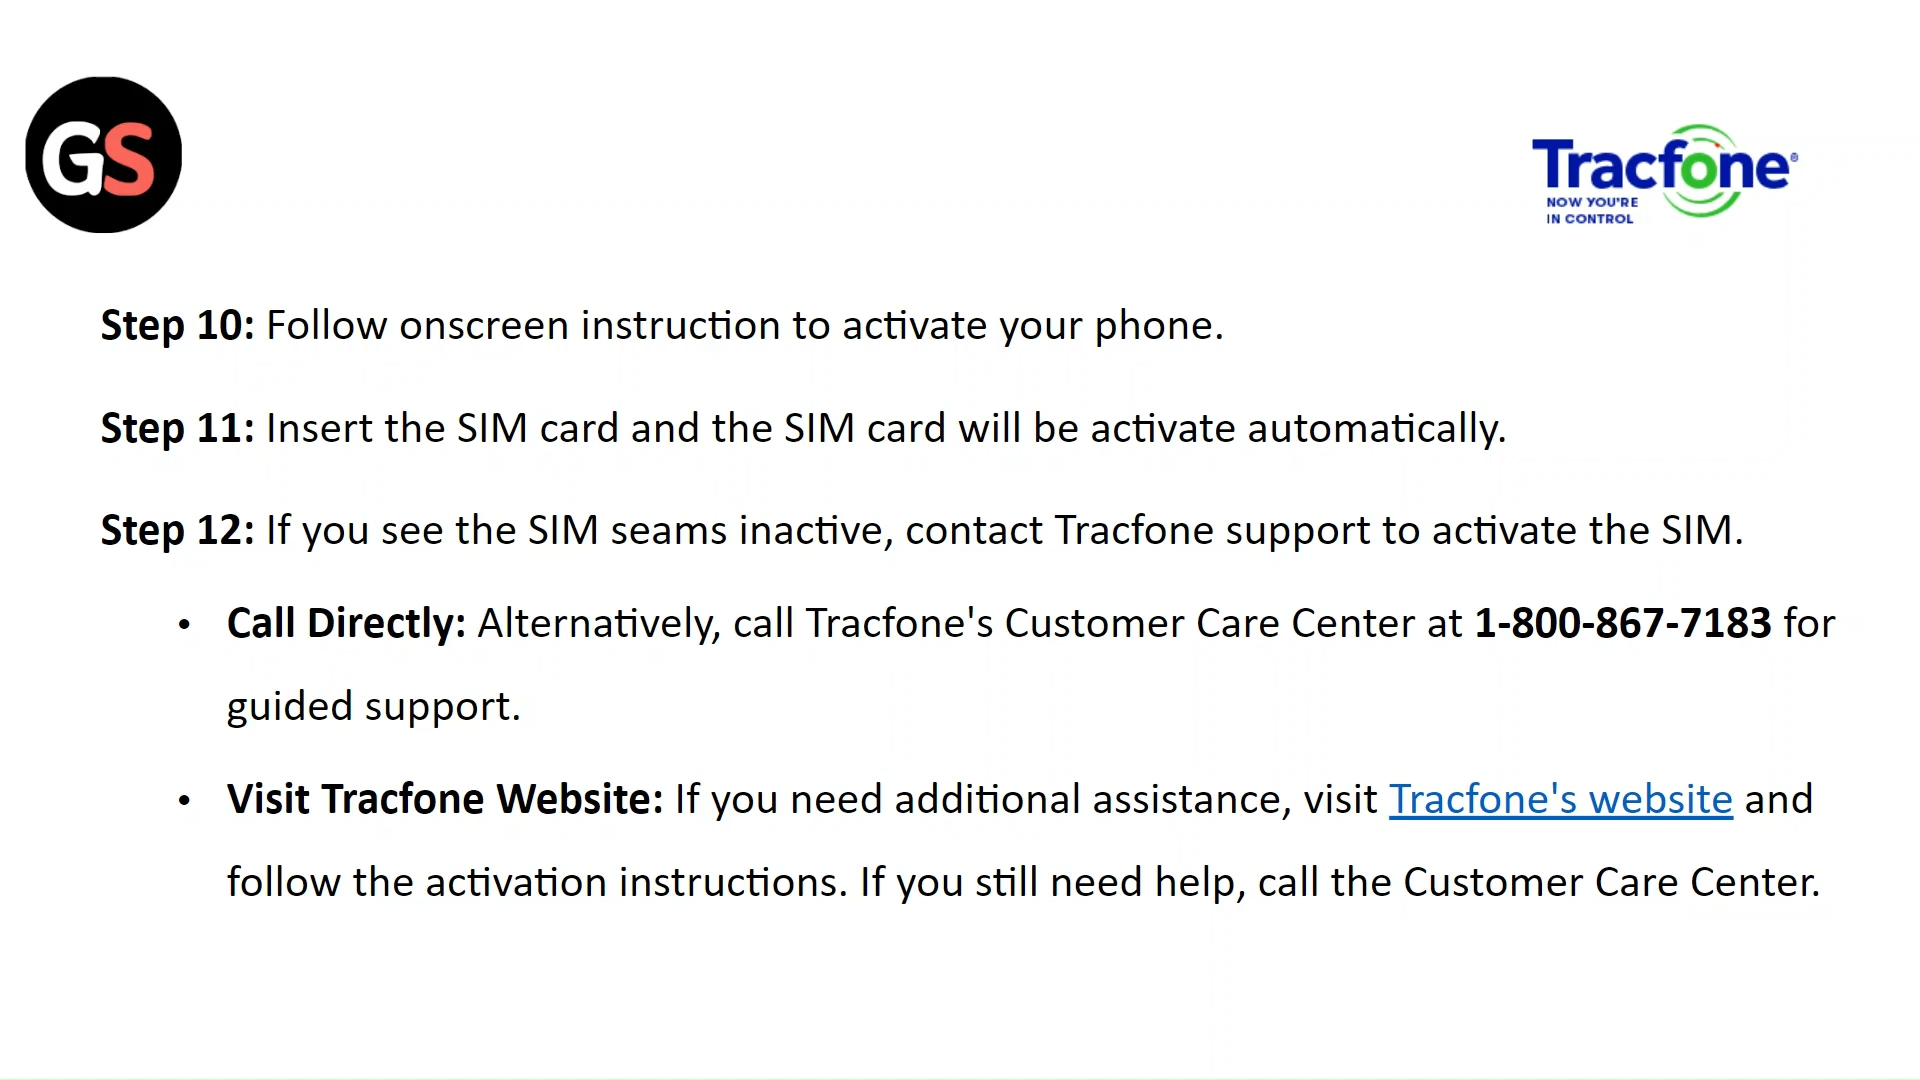 GS
Tracfone®
NOW YOU'RE
IN CONTROL
Step 10: Follow onscreen instruction to activate your phone.
Step 11: Insert the SIM card and the SIM card will be activate automatically.
Step 12: If you see the SIM seams inactive, contact Tracfone support to activate the SIM.
• Call Directly: Alternatively, call Tracfone's Customer Care Center at 1-800-867-7183 for
guided support.
• Visit Tracfone Website: If you need additional assistance, visit Tracfone's website and
follow the activation instructions. If you still need help, call the Customer Care Center.